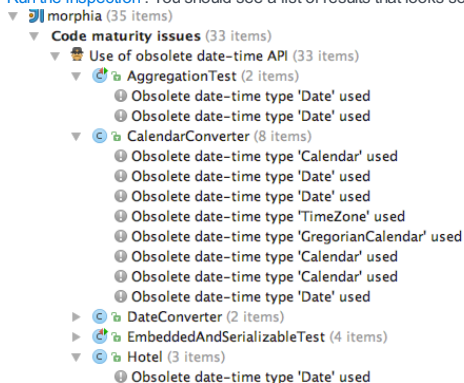 Run the inspection . You should see a list of results that looks so
morphia (35 items)
Code maturity issues (33 items)
Use of obsolete date-time API (33 items)
AggregationTest (2 items)
Obsolete date-time type 'Date' used
Obsolete date-time type 'Date' used
CalendarConverter (8 items)
Obsolete date-time type 'Calendar' used
Obsolete date-time type 'Date' used
Obsolete date-time type 'Date' used
Obsolete date-time type 'TimeZone' used
Obsolete date-time type 'GregorianCalendar' used
Obsolete date-time type 'Calendar' used
Obsolete date-time type 'Calendar' used
Obsolete date-time type 'Date' used
DateConverter (2 items)
EmbeddedAndSerializableTest (4 items)
Hotel (3 items)
Obsolete date-time type 'Date' used